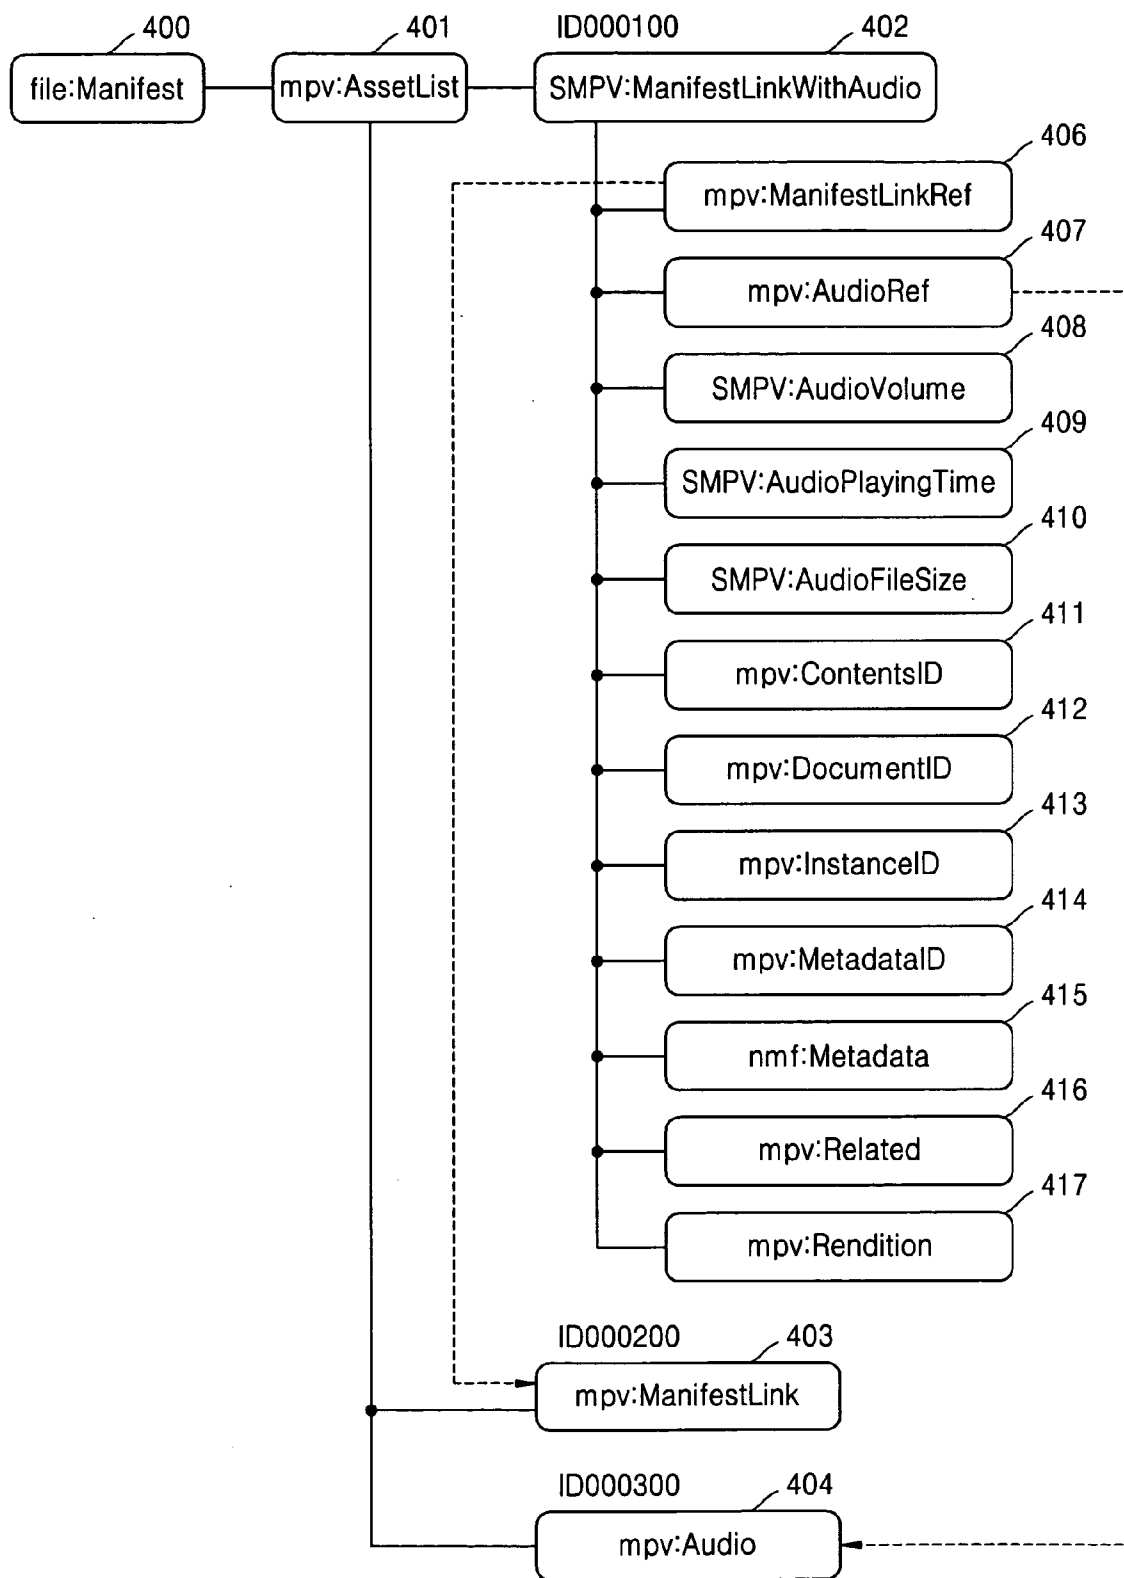 400
401
ID000100
402
file:Manifest
mpv:AssetList
SMPV:ManifestLinkWithAudio
406
mpv:ManifestLinkRef
407
mpv:AudioRef
408
SMPV:AudioVolume
409
SMPV:AudioPlayingTime
410
SMPV:AudioFileSize
411
mpv:ContentsID
412
mpv:DocumentID
413
mpv:InstanceID
414
mpv:MetadataID
415
nmf:Metadata
416
mpv:Related
417
mpv:Rendition
ID000200
403
mpv:ManifestLink
ID000300
404
mpv:Audio